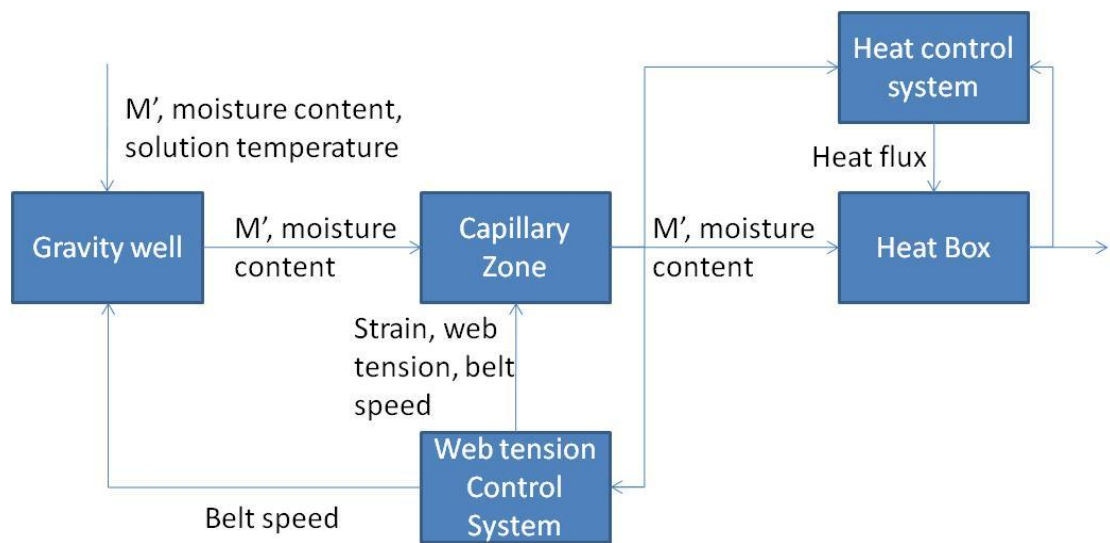 Heat control
system
M’, moisture content,
solution temperature
Heat flux
Gravity well
M’, moisture
content
Capillary
Zone
M’, moisture
content
Heat Box
Strain, web
tension, belt
speed
Web tension
Control
System
Belt speed